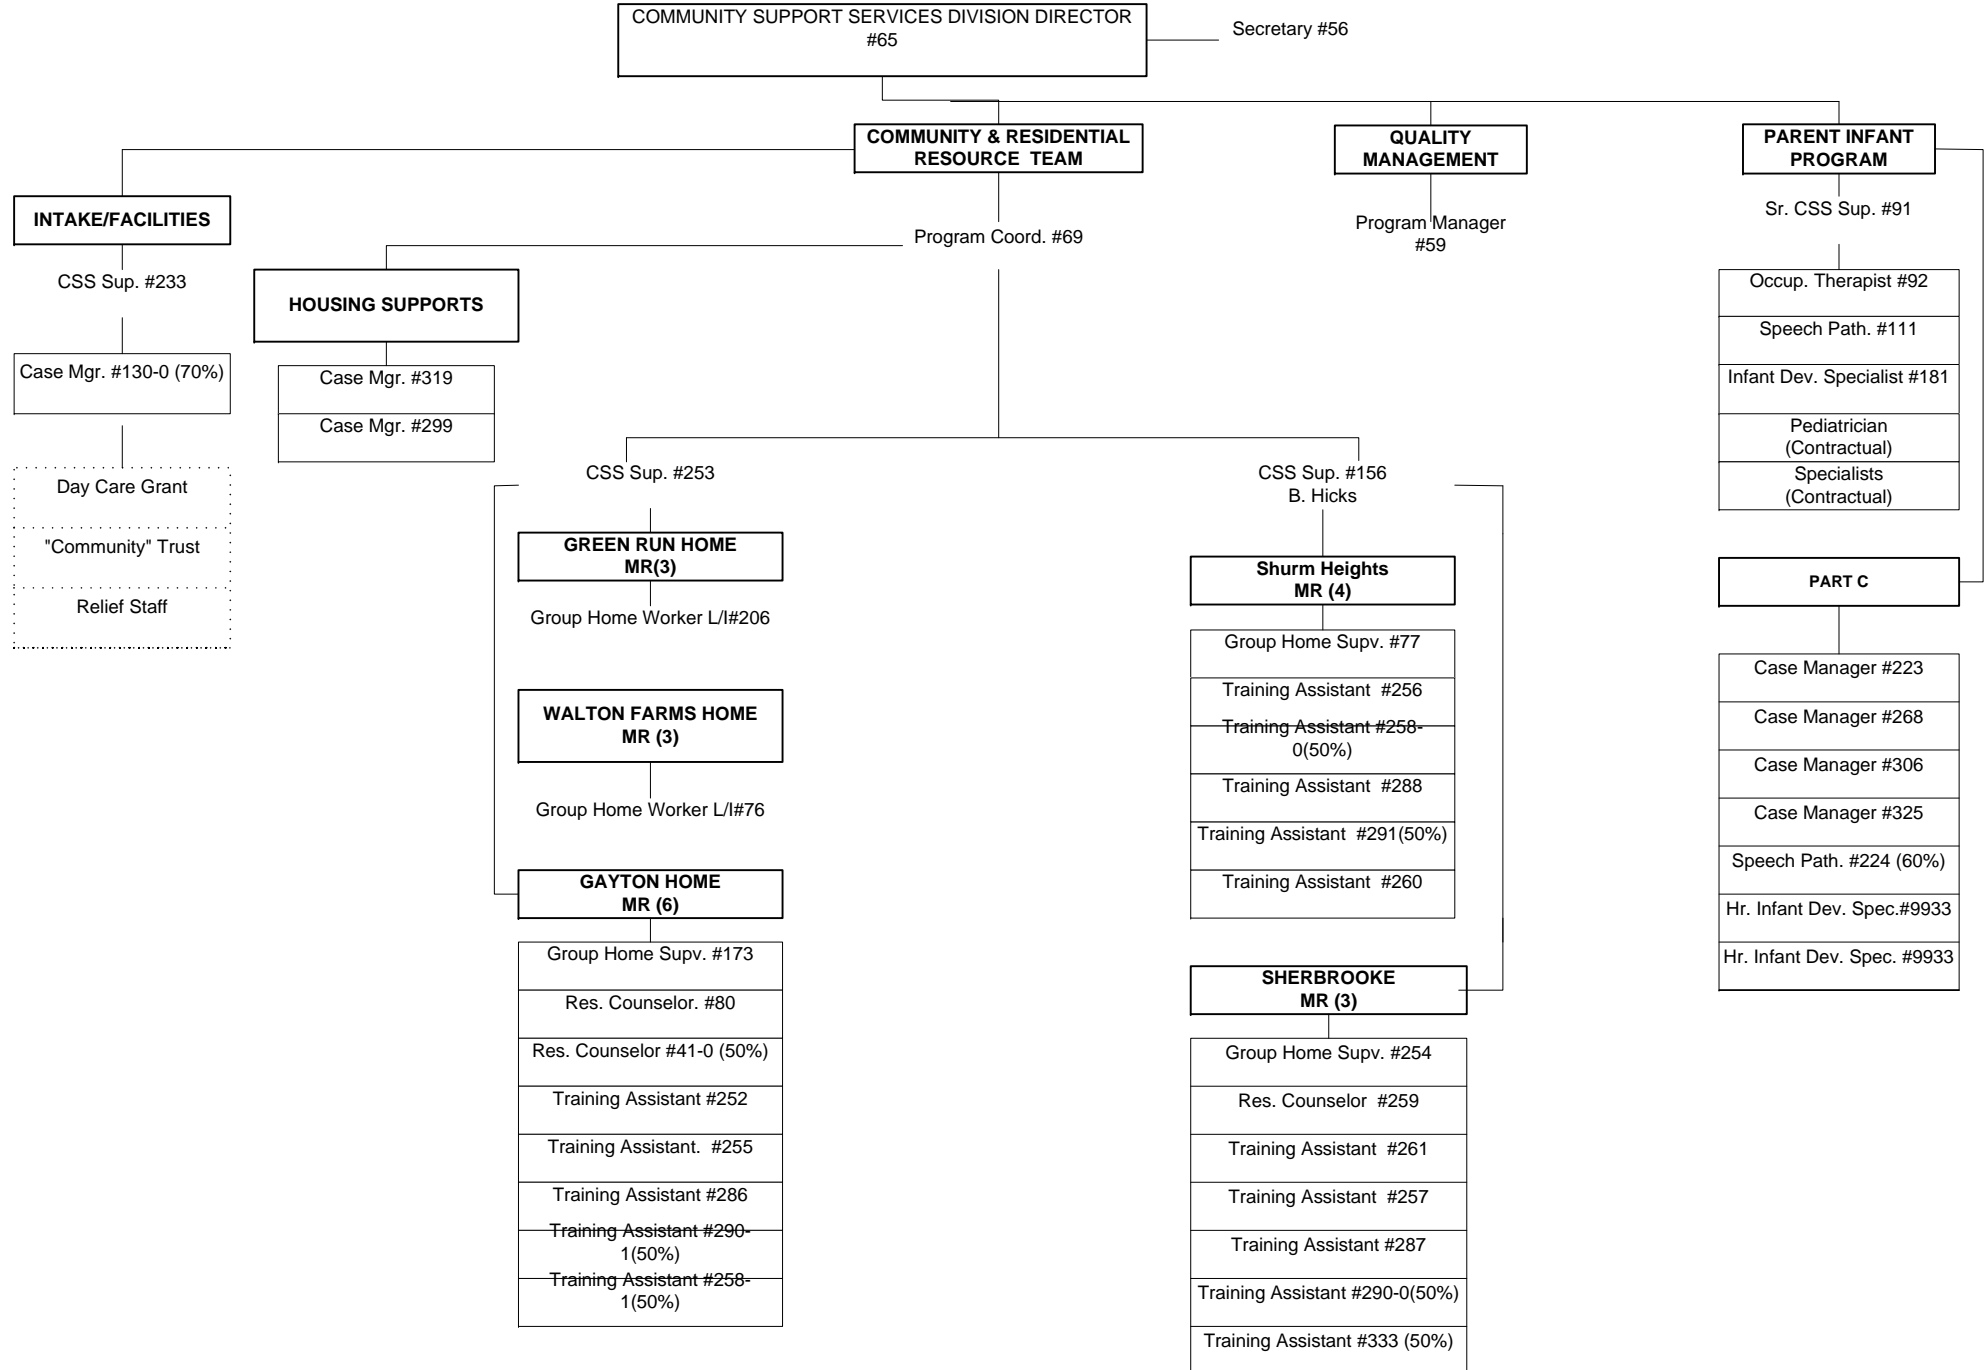 COMMUNITY SUPPORT SERVICES DIVISION DIRECTOR
#65
Secretary #56
COMMUNITY & RESIDENTIAL
RESOURCE TEAM
QUALITY
MANAGEMENT
PARENT INFANT
PROGRAM
INTAKE/FACILITIES
CSS Sup. #233
Case Mgr. #130-0 (70%)
Day Care Grant
"Community" Trust
Relief Staff
Program Coord. #69
HOUSING SUPPORTS
Case Mgr. #319
Case Mgr. #299
CSS Sup. #253
GREEN RUN HOME
MR(3)
Group Home Worker L/I#206
WALTON FARMS HOME
MR (3)
Group Home Worker L/I#76
GAYTON HOME
MR (6)
Group Home Supv. #173
Res. Counselor. #80
Res. Counselor #41-0 (50%)
Training Assistant #252
Training Assistant. #255
Training Assistant #286
Training Assistant #290-
1(50%)
Training Assistant #258-
1(50%)
CSS Sup. #156
B. Hicks
Shurm Heights
MR (4)
Group Home Supv. #77
Training Assistant #256
Training Assistant #258-
0(50%)
Training Assistant #288
Training Assistant #291(50%)
Training Assistant #260
SHERBROOKE
MR (3)
Group Home Supv. #254
Res. Counselor #259
Training Assistant #261
Training Assistant #257
Training Assistant #287
Training Assistant #290-0(50%)
Training Assistant #333 (50%)
Program Manager
#59
Sr. CSS Sup. #91
Occup. Therapist #92
Speech Path. #111
Infant Dev. Specialist #181
Pediatrician
(Contractual)
Specialists
(Contractual)
PART C
Case Manager #223
Case Manager #268
Case Manager #306
Case Manager #325
Speech Path. #224 (60%)
Hr. Infant Dev. Spec.#9933
Hr. Infant Dev. Spec. #9933